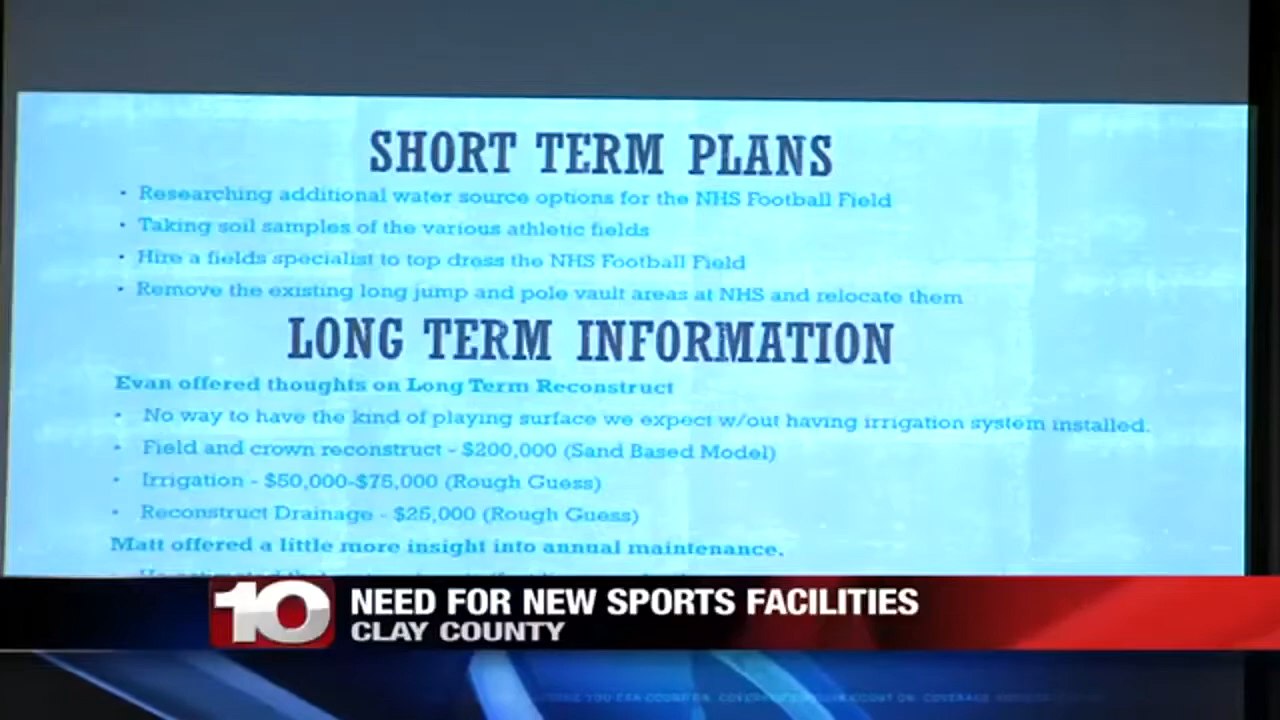 SHORT TERM PLANS
• Researching additional water source options for the NHS Football Field
• Taking soil samples of the various athletic fields
• Hire a fields specialist to top dress the NHS Football Field
• Remove the existing long jump and pole vault areas at NHS and relocate them
LONG TERM INFORMATION
Evan offered thoughts on Long Term Reconstruct
• No way to have the kind of playing surface we expect w/out having irrigation system installed.
• Field and crown reconstruct - $200,000 (Sand Based Model)
• Irrigation - $50,000-$75,000 (Rough Guess)
• Reconstruct Drainage - $25,000 (Rough Guess)
Matt offered a little more insight into annual maintenance.
10
NEED FOR NEW SPORTS FACILITIES
CLAY COUNTY